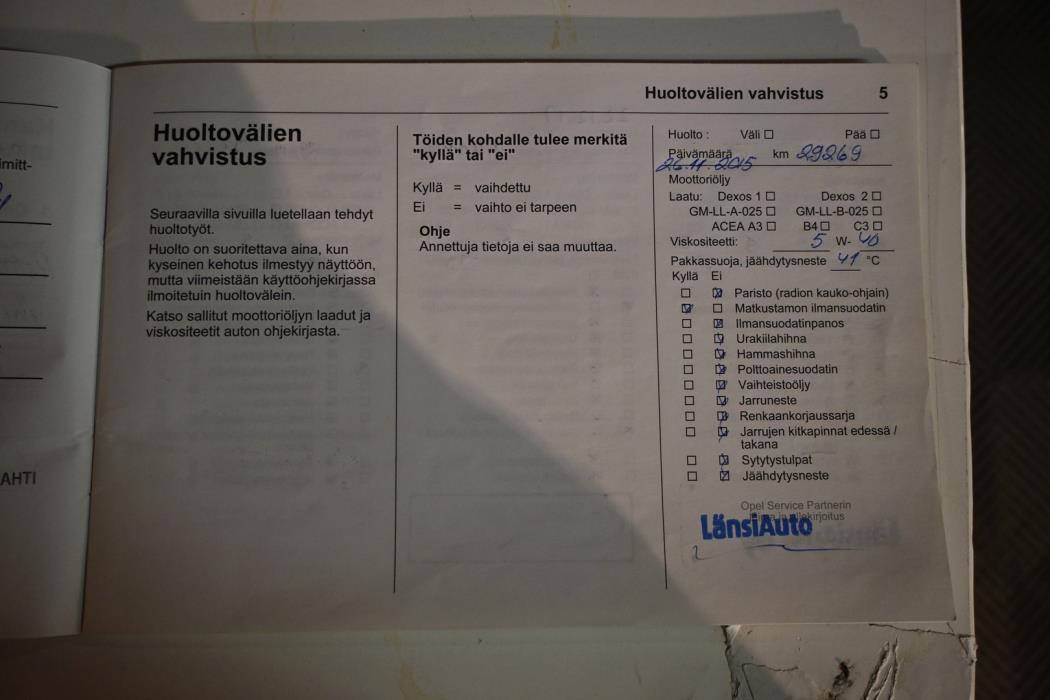 imitt-
AHTI
Huoltovälien vahvistus 5
Huoltovälien
vahvistus
Seuraavilla sivuilla luetellaan tehdyt
huoltotyöt.
Huolto on suoritettava aina, kun
kyseinen kehotus ilmestyy näyttöön,
mutta viimeistään käyttöohjekirjassa
ilmoitetuin huoltovälein.
Katso sallitut moottoriöljyn laadut ja
viskositeetit auton ohjekirjasta.
Töiden kohdalle tulee merkitä
"kyllä" tai "ei"
Kyllä = vaihdettu
Ei = vaihto ei tarpeen
Ohje
Annettuja tietoja ei saa muuttaa.
Huolto : Väli ☐ Pää ☐
Päivämäärä km 29269
26.11.2015
Moottoriöljy
Laatu: Dexos 1 ☐ Dexos 2 ☐
GM-LL-A-025 ☐ GM-LL-B-025 ☐
ACEA A3 ☐ B4 ☐ C3 ☐
Viskositeetti: 5 W- 40
Pakkassuoja, jäähdytysneste 41 °C
Kyllä Ei
☐ ☑ Paristo (radion kauko-ohjain)
☑ ☐ Matkustamon ilmansuodatin
☐ ☑ Ilmansuodatinpanos
☐ ☑ Urakiilahihna
☐ ☑ Hammashihna
☐ ☑ Polttoainesuodatin
☐ ☑ Vaihteistoöljy
☐ ☑ Jarruneste
☐ ☑ Renkaankorjaussarja
☐ ☑ Jarrujen kitkapinnat edessä /
takana
☐ ☑ Sytytystulpat
☐ ☑ Jäähdytysneste
Opel Service Partnerin
LänsiAuto